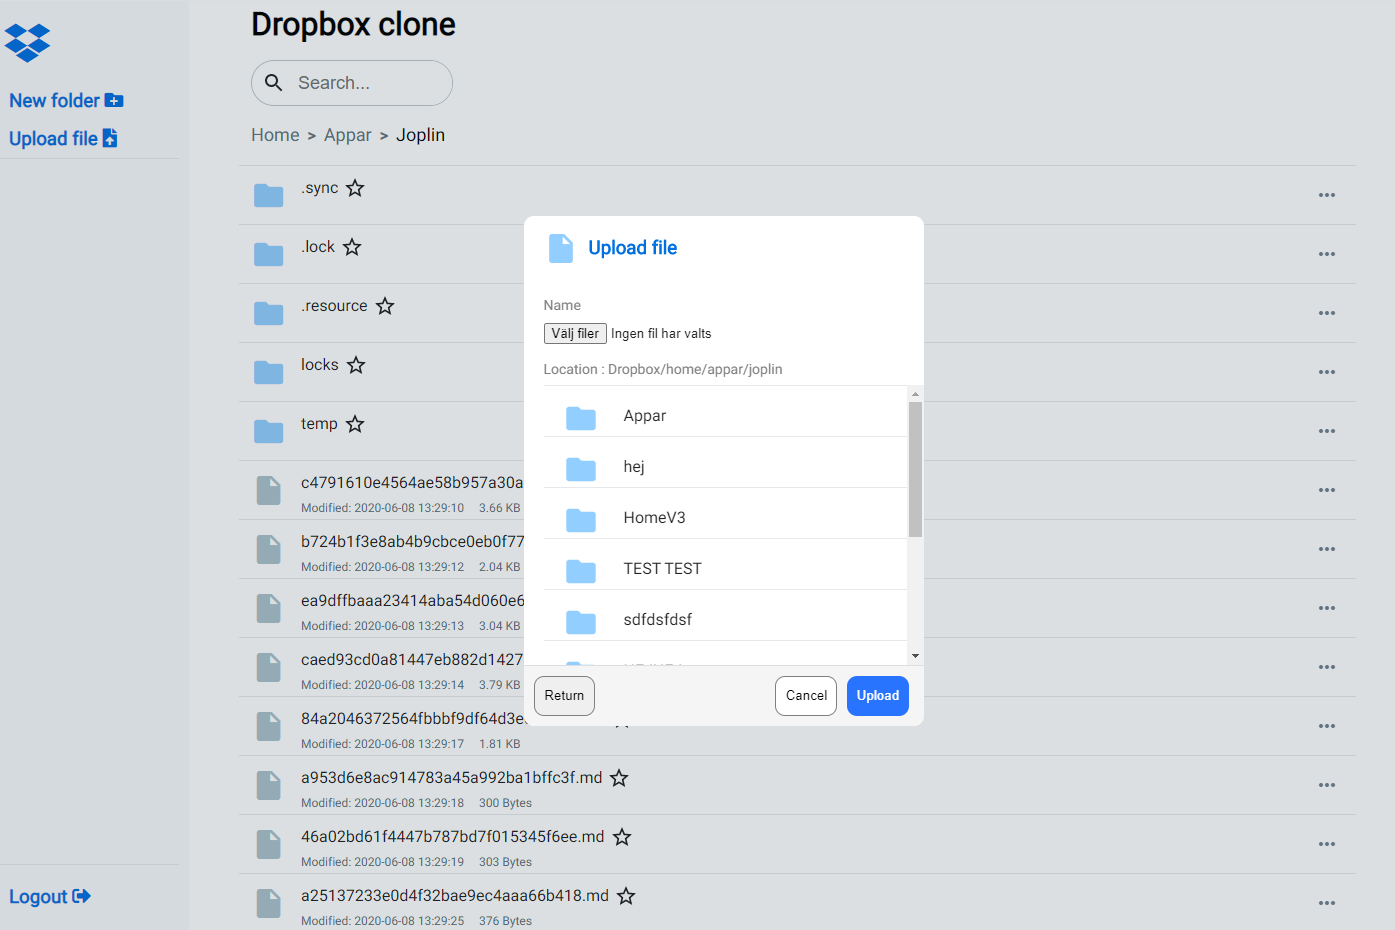 Dropbox clone
Search...
New folder
Upload file
Home > Appar > Joplin
.sync
.lock
.resource
locks
temp
c4791610e4564ae58b957a30a
Modified: 2020-06-08 13:29:10 3.66 KB
b724b1f3e8ab4b9cbce0eb0f77
Modified: 2020-06-08 13:29:12 2.04 KB
ea9dffbaaa23414aba54d060e6
Modified: 2020-06-08 13:29:13 3.04 KB
caed93cd0a81447eb882d1427
Modified: 2020-06-08 13:29:14 3.79 KB
84a2046372564fbbbf9df64d3e
Modified: 2020-06-08 13:29:17 1.81 KB
a953d6e8ac914783a45a992ba1bffc3f.md
Modified: 2020-06-08 13:29:18 300 Bytes
46a02bd61f4447b787bd7f015345f6ee.md
Modified: 2020-06-08 13:29:19 303 Bytes
a25137233e0d4f32bae9ec4aaa66b418.md
Modified: 2020-06-08 13:29:25 376 Bytes
Logout
Upload file
Name
Välj filer Ingen fil har valts
Location : Dropbox/home/appar/joplin
Appar
hej
HomeV3
TEST TEST
sdfdsfdsf
Return Cancel Upload